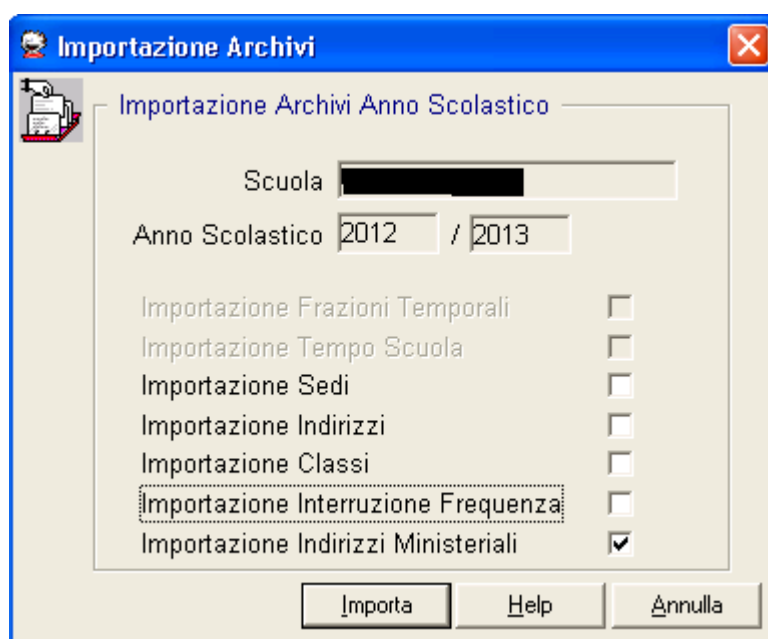 Importazione Archivi
Importazione Archivi Anno Scolastico
Scuola
Anno Scolastico 2012 / 2013
Importazione Frazioni Temporali
Importazione Tempo Scuola
Importazione Sedi
Importazione Indirizzi
Importazione Classi
Importazione Interruzione Frequenza
Importazione Indirizzi Ministeriali
Importa Help Annulla